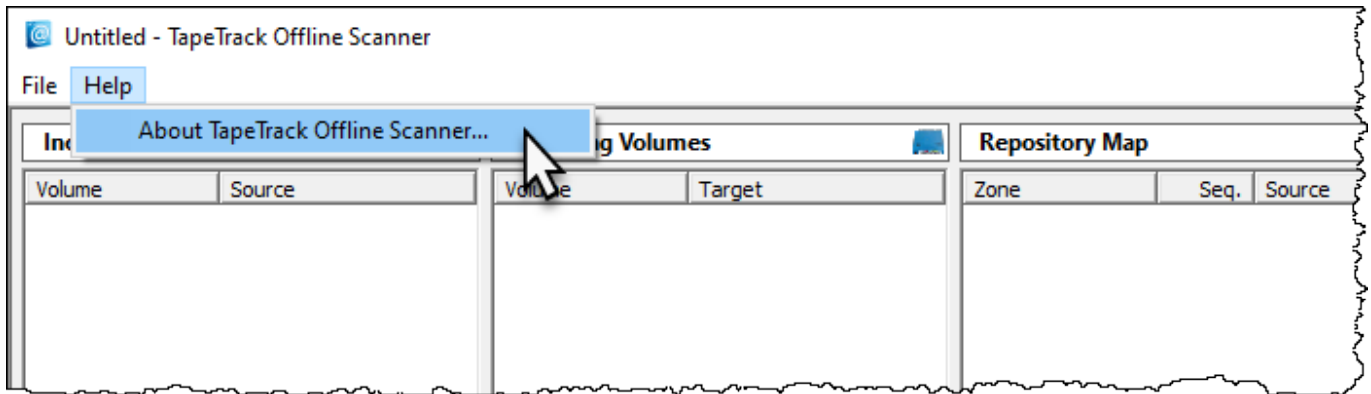 Untitled - TapeTrack Offline Scanner
File Help
About TapeTrack Offline Scanner...
Volumes Repository Map
Volume Source Volume Target Zone Seq. Source